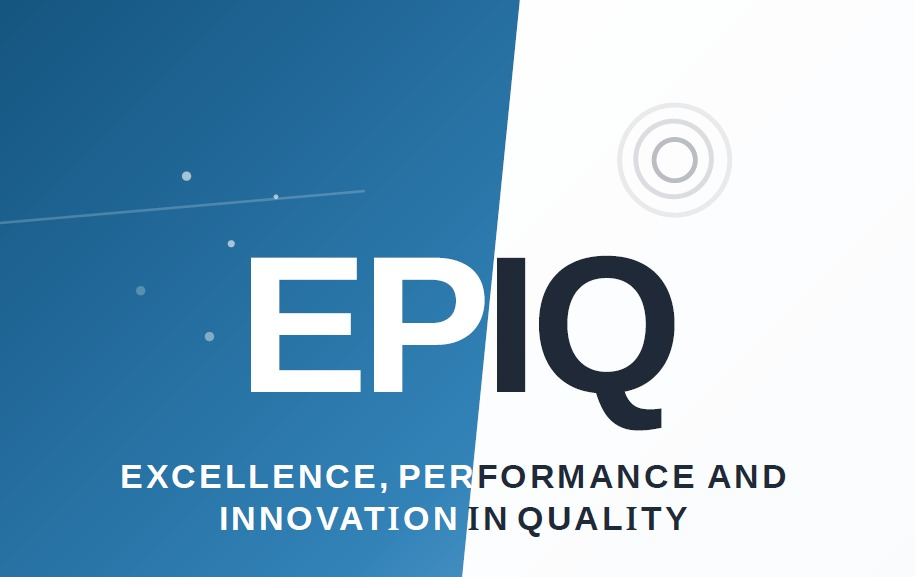 EPIQ
EXCELLENCE, PERFORMANCE AND
INNOVATION IN QUALITY